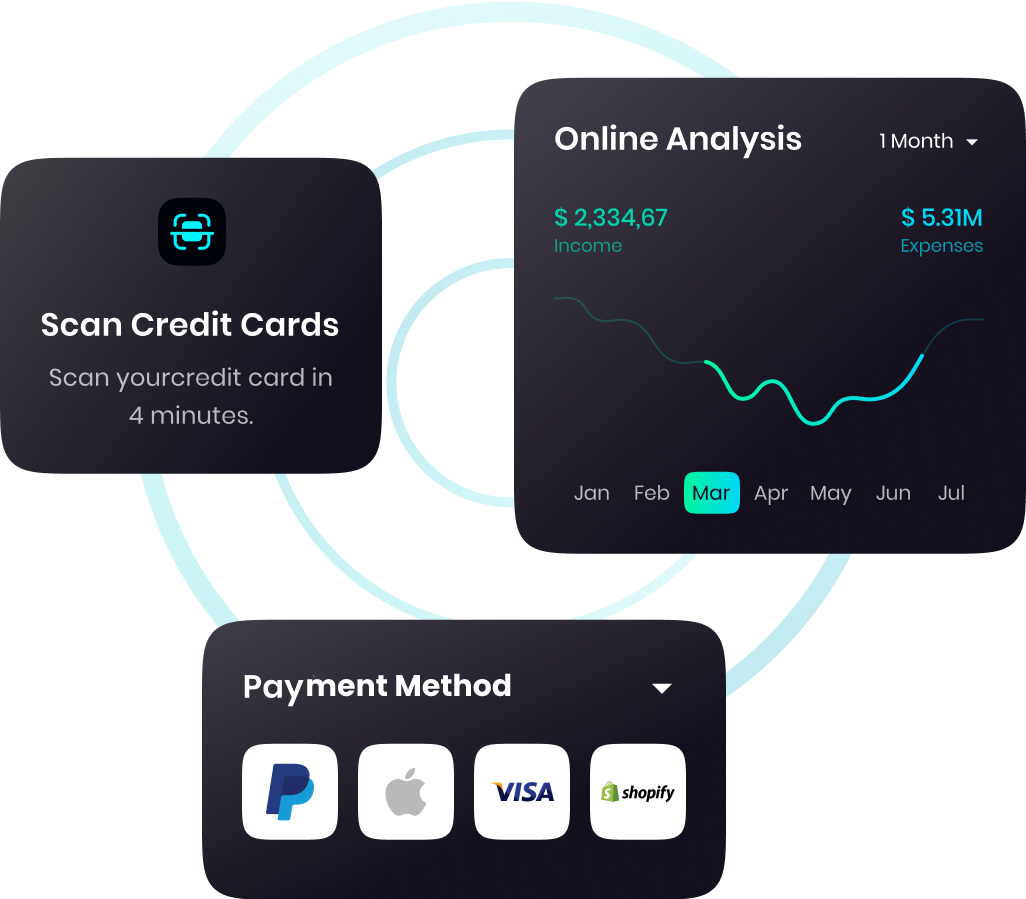 Online Analysis
1 Month
$ 2,334,67
$ 5.31M
Income
Expenses
Jan Feb Mar Apr May Jun Jul
Scan Credit Cards
Scan yourcredit card in
4 minutes.
Payment Method
VISA
shopify